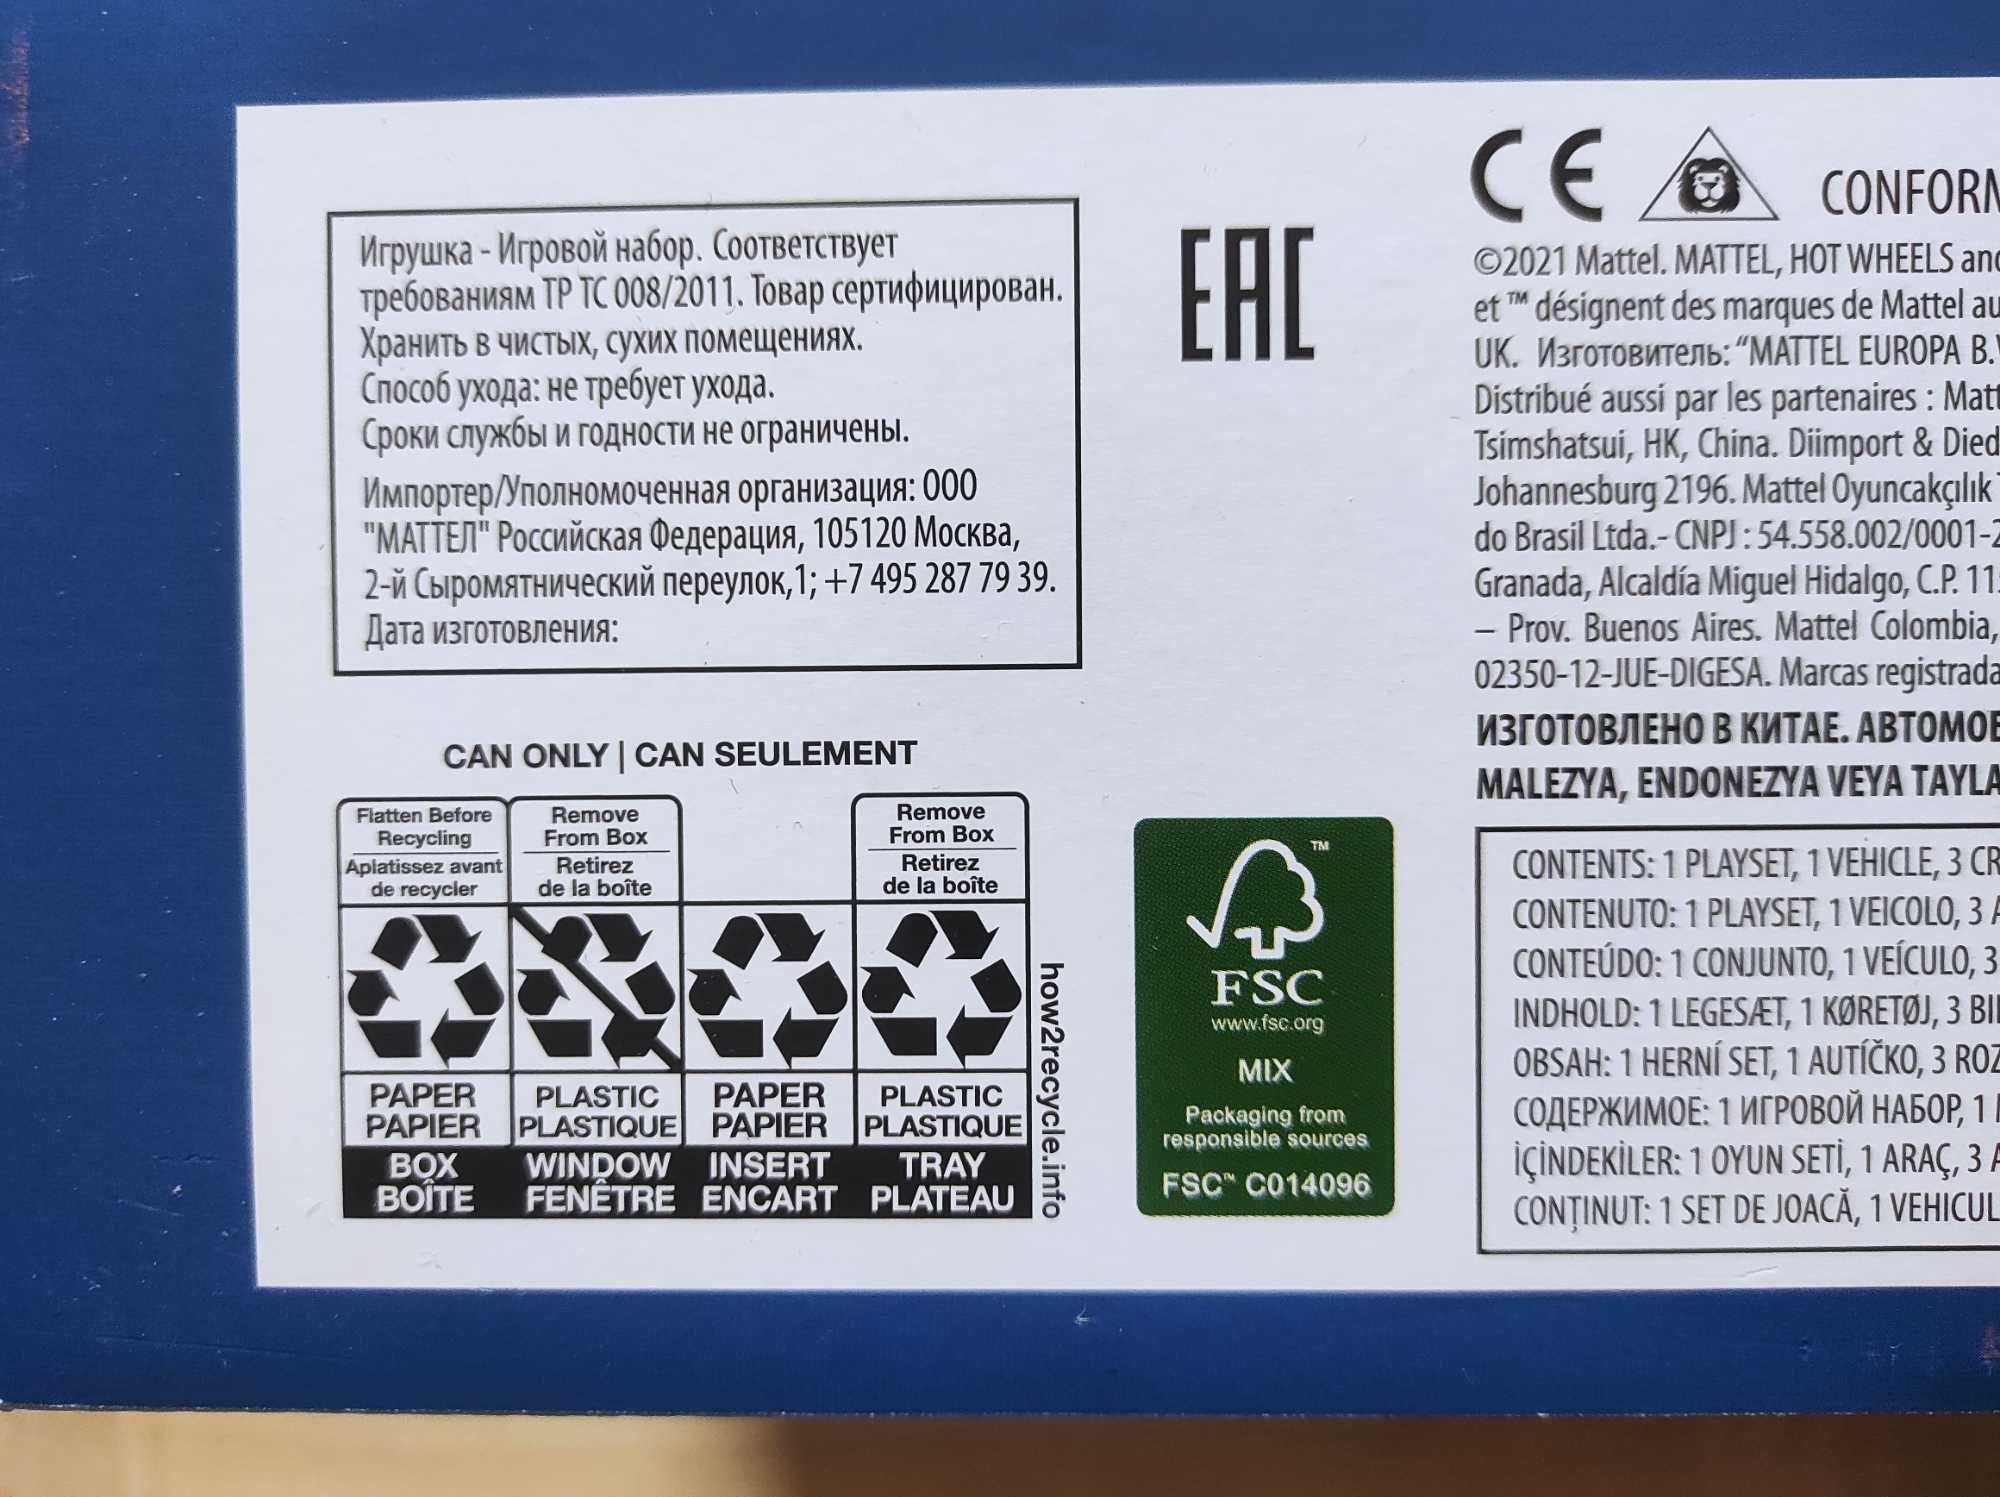 Игрушка - Игровой набор. Соответствует
требованиям ТР ТС 008/2011. Товар сертифицирован.
Хранить в чистых, сухих помещениях.
Способ ухода: не требует ухода.
Сроки службы и годности не ограничены.
Импортер/Уполномоченная организация: ООО
"МАТТЕЛ" Российская Федерация, 105120 Москва,
2-й Сыромятнический переулок,1; +7 495 287 79 39.
Дата изготовления:
EAC
CAN ONLY | CAN SEULEMENT
Flatten Before
Recycling
Aplatissez avant
de recycler
PAPER
PAPIER
BOX
BOÎTE
Remove
From Box
Retirez
de la boîte
PLASTIC
PLASTIQUE
WINDOW
FENÊTRE
PAPER
PAPIER
INSERT
ENCART
Remove
From Box
Retirez
de la boîte
PLASTIC
PLASTIQUE
TRAY
PLATEAU
how2recycle.info
™
FSC
www.fsc.org
MIX
Packaging from
responsible sources
FSC™ C014096
CE CONFORM
©2021 Mattel. MATTEL, HOT WHEELS and
et ™ désignent des marques de Mattel au
UK. Изготовитель: “MATTEL EUROPA B.V
Distribué aussi par les partenaires : Matt
Tsimshatsui, HK, China. Diimport & Died
Johannesburg 2196. Mattel Oyuncakçılık
do Brasil Ltda.- CNPJ : 54.558.002/0001-2
Granada, Alcaldía Miguel Hidalgo, C.P. 11
– Prov. Buenos Aires. Mattel Colombia,
02350-12-JUE-DIGESA. Marcas registrada
ИЗГОТОВЛЕНО В КИТАЕ. АВТОМОБ
MALEZYA, ENDONEZYA VEYA TAYLA
CONTENTS: 1 PLAYSET, 1 VEHICLE, 3 CR
CONTENUTO: 1 PLAYSET, 1 VEICOLO, 3 A
CONTEÚDO: 1 CONJUNTO, 1 VEÍCULO, 3
INDHOLD: 1 LEGESÆT, 1 KØRETØJ, 3 BI
OBSAH: 1 HERNÍ SET, 1 AUTÍČKO, 3 ROZ
СОДЕРЖИМОЕ: 1 ИГРОВОЙ НАБОР, 1
İÇİNDEKİLER: 1 OYUN SETİ, 1 ARAÇ, 3 A
CONȚINUT: 1 SET DE JOACĂ, 1 VEHICUL